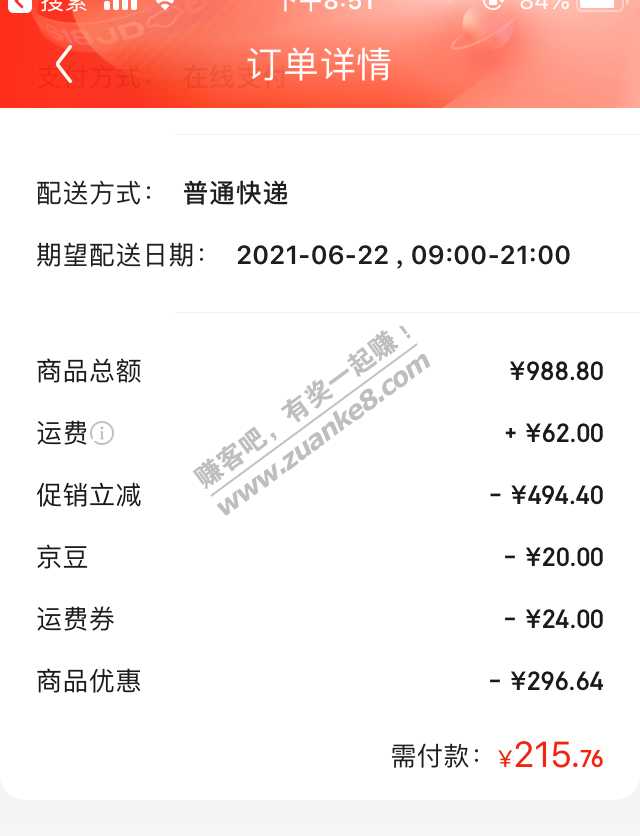 搜索 下午8:51 84%
订单详情
支付方式： 在线支付
配送方式： 普通快递
期望配送日期： 2021-06-22 , 09:00-21:00
商品总额 ¥988.80
运费 + ¥62.00
促销立减 - ¥494.40
京豆 - ¥20.00
运费券 - ¥24.00
商品优惠 - ¥296.64
需付款： ¥215.76
赚客吧，有奖一起赚！
www.zuanke8.com